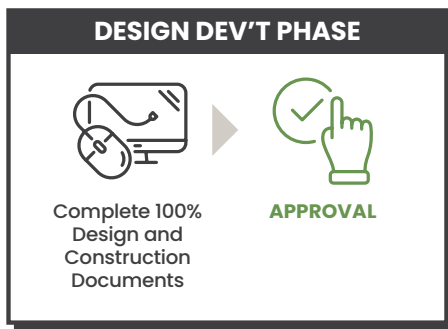 DESIGN DEV'T PHASE
Complete 100%
Design and
Construction
Documents
APPROVAL